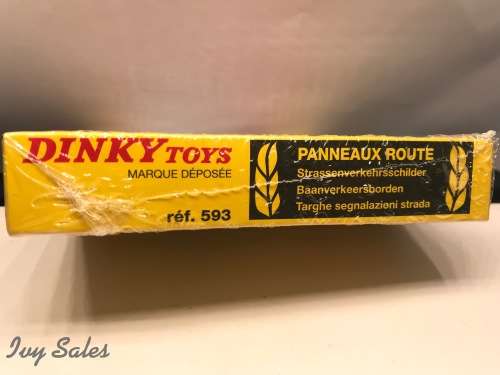 DINKY TOYS
MARQUE DÉPOSÉE
réf. 593
PANNEAUX ROUTE
Strassenverkehrsschilder
Baanverkeersborden
Targhe segnalazioni strada
Ivy Sales